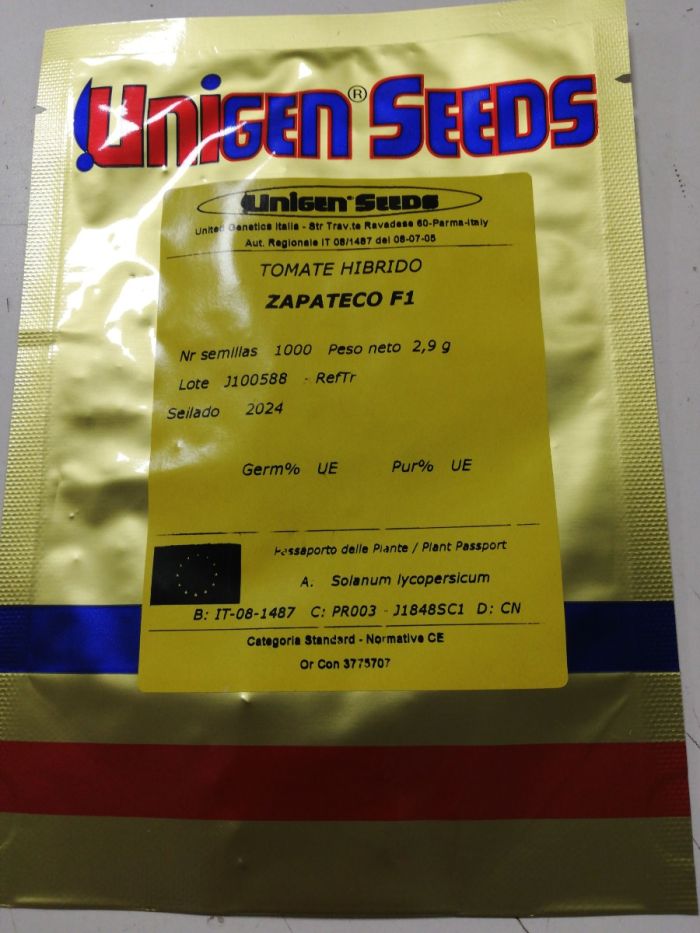 UNIGEN® SEEDS
UNIGEN® SEEDS
United Genetics Italia - Str Trav.te Ravadese 60-Parma-Italy
Aut. Regionale IT 08/1487 del 06-07-05
TOMATE HIBRIDO
ZAPATECO F1
Nr semillas 1000 Peso neto 2,9 g
Lote J100588 - RefTr
Sellado 2024
Germ% UE Pur% UE
Passaporto delle Piante / Plant Passport
A. Solanum lycopersicum
B: IT-08-1487 C: PR003 - J1848SC1 D: CN
Categoria Standard - Normative CE
Or Con 3775707